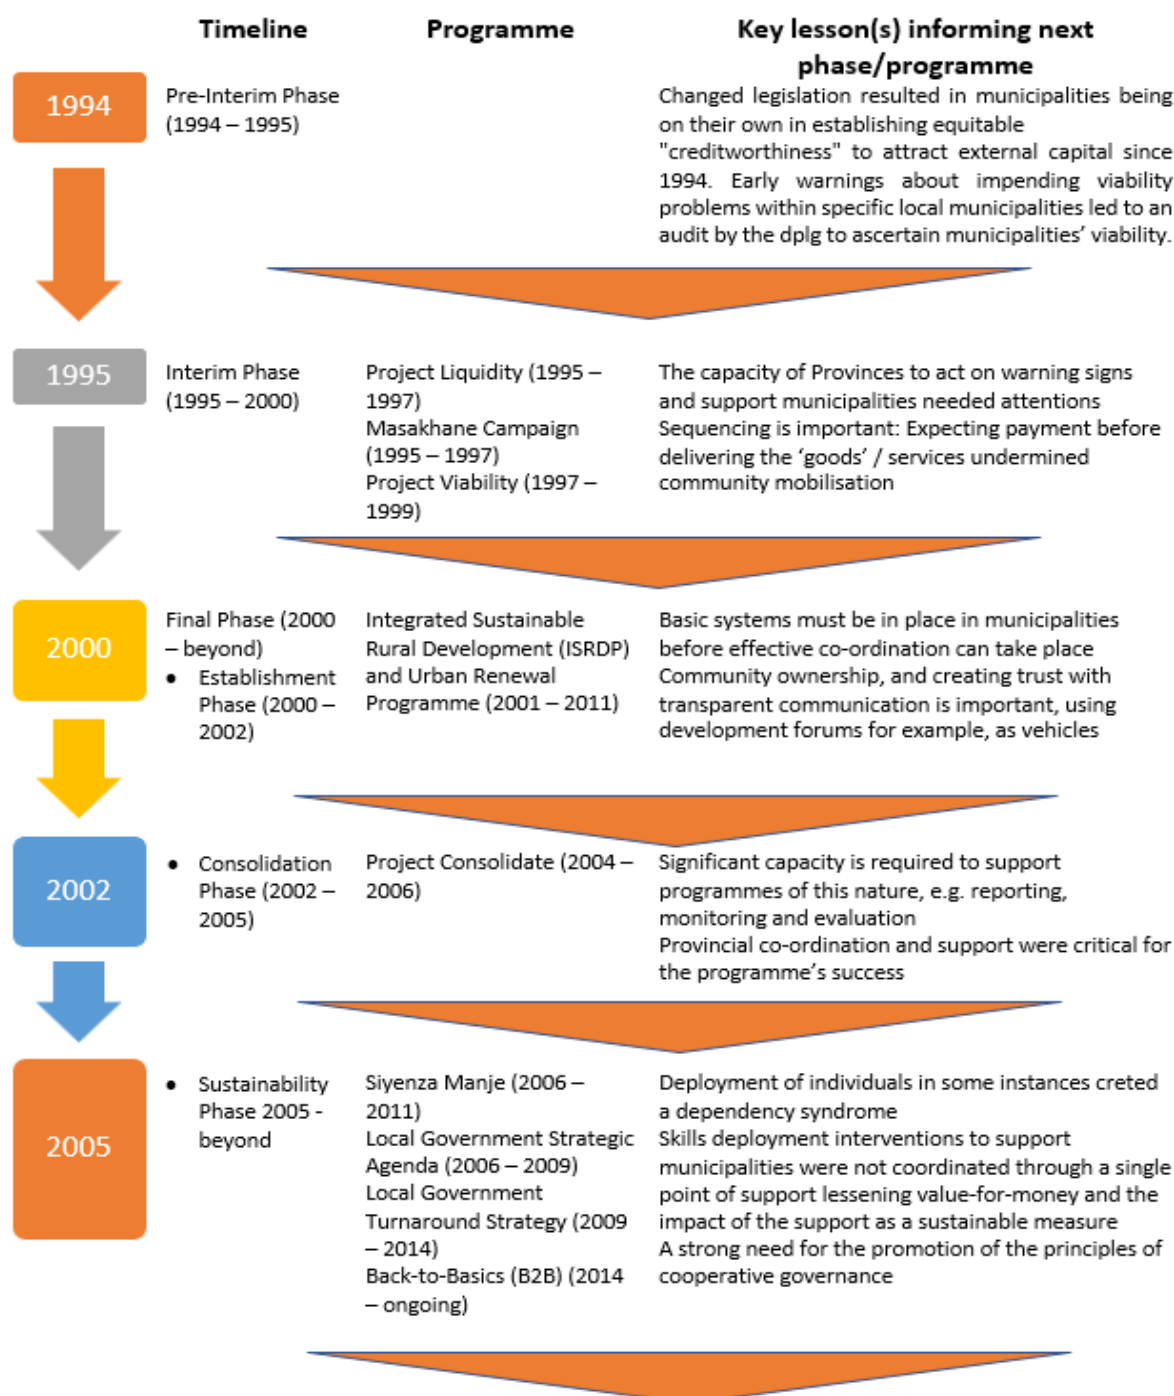 Timeline
Programme
Key lesson(s) informing next
phase/programme
1994
Pre-Interim Phase
(1994 – 1995)
Changed legislation resulted in municipalities being
on their own in establishing equitable
"creditworthiness" to attract external capital since
1994. Early warnings about impending viability
problems within specific local municipalities led to an
audit by the dplg to ascertain municipalities’ viability.
1995
Interim Phase
(1995 – 2000)
Project Liquidity (1995 –
1997)
Masakhane Campaign
(1995 – 1997)
Project Viability (1997 –
1999)
The capacity of Provinces to act on warning signs
and support municipalities needed attentions
Sequencing is important: Expecting payment before
delivering the ‘goods’ / services undermined
community mobilisation
2000
Final Phase (2000
– beyond)
• Establishment
Phase (2000 –
2002)
Integrated Sustainable
Rural Development (ISRDP)
and Urban Renewal
Programme (2001 – 2011)
Basic systems must be in place in municipalities
before effective co-ordination can take place
Community ownership, and creating trust with
transparent communication is important, using
development forums for example, as vehicles
2002
• Consolidation
Phase (2002 –
2005)
Project Consolidate (2004 –
2006)
Significant capacity is required to support
programmes of this nature, e.g. reporting,
monitoring and evaluation
Provincial co-ordination and support were critical for
the programme’s success
2005
• Sustainability
Phase 2005 -
beyond
Siyenza Manje (2006 –
2011)
Local Government Strategic
Agenda (2006 – 2009)
Local Government
Turnaround Strategy (2009
– 2014)
Back-to-Basics (B2B) (2014
– ongoing)
Deployment of individuals in some instances creted
a dependency syndrome
Skills deployment interventions to support
municipalities were not coordinated through a single
point of support lessening value-for-money and the
impact of the support as a sustainable measure
A strong need for the promotion of the principles of
cooperative governance